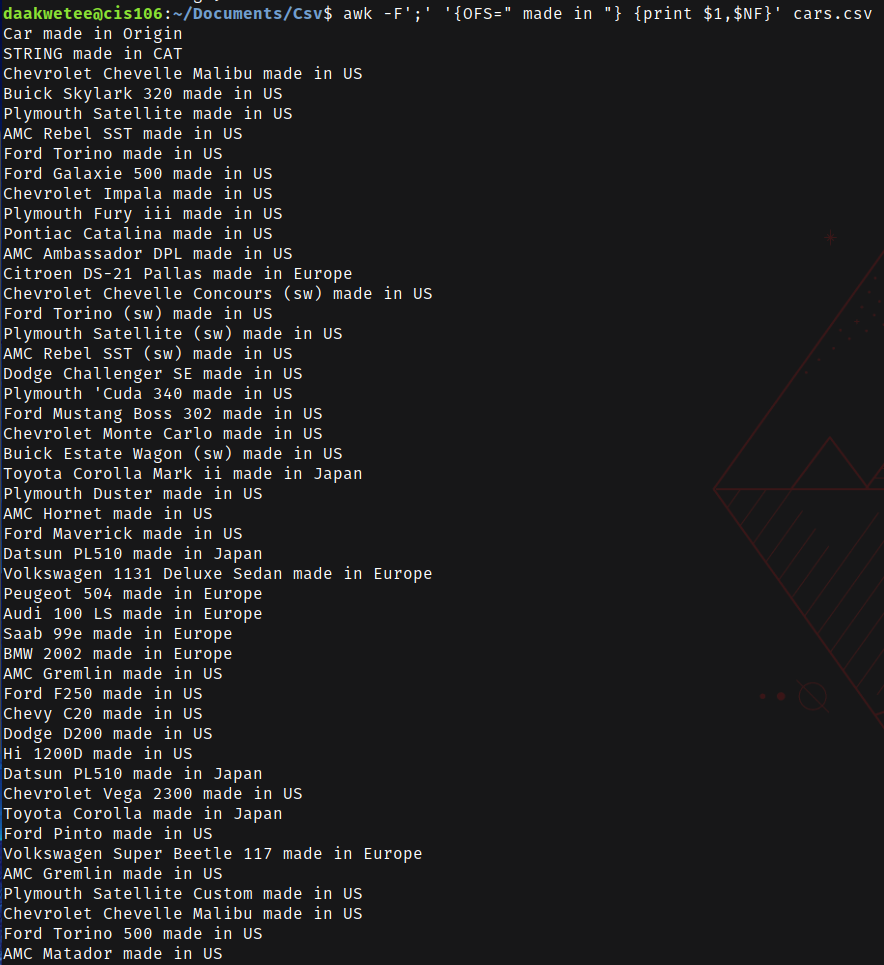 daakwetee@cis106:~/Documents/Csv$ awk -F';' '{OFS=" made in "} {print $1,$NF}' cars.csv
Car made in Origin
STRING made in CAT
Chevrolet Chevelle Malibu made in US
Buick Skylark 320 made in US
Plymouth Satellite made in US
AMC Rebel SST made in US
Ford Torino made in US
Ford Galaxie 500 made in US
Chevrolet Impala made in US
Plymouth Fury iii made in US
Pontiac Catalina made in US
AMC Ambassador DPL made in US
Citroen DS-21 Pallas made in Europe
Chevrolet Chevelle Concours (sw) made in US
Ford Torino (sw) made in US
Plymouth Satellite (sw) made in US
AMC Rebel SST (sw) made in US
Dodge Challenger SE made in US
Plymouth 'Cuda 340 made in US
Ford Mustang Boss 302 made in US
Chevrolet Monte Carlo made in US
Buick Estate Wagon (sw) made in US
Toyota Corolla Mark ii made in Japan
Plymouth Duster made in US
AMC Hornet made in US
Ford Maverick made in US
Datsun PL510 made in Japan
Volkswagen 1131 Deluxe Sedan made in Europe
Peugeot 504 made in Europe
Audi 100 LS made in Europe
Saab 99e made in Europe
BMW 2002 made in Europe
AMC Gremlin made in US
Ford F250 made in US
Chevy C20 made in US
Dodge D200 made in US
Hi 1200D made in US
Datsun PL510 made in Japan
Chevrolet Vega 2300 made in US
Toyota Corolla made in Japan
Ford Pinto made in US
Volkswagen Super Beetle 117 made in Europe
AMC Gremlin made in US
Plymouth Satellite Custom made in US
Chevrolet Chevelle Malibu made in US
Ford Torino 500 made in US
AMC Matador made in US